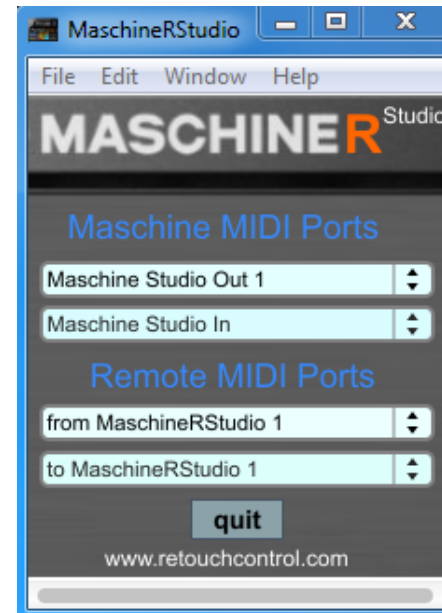 MaschineRStudio
File Edit Window Help
MASCHINER Studio
Maschine MIDI Ports
Maschine Studio Out 1
Maschine Studio In
Remote MIDI Ports
from MaschineRStudio 1
to MaschineRStudio 1
quit
www.retouchcontrol.com